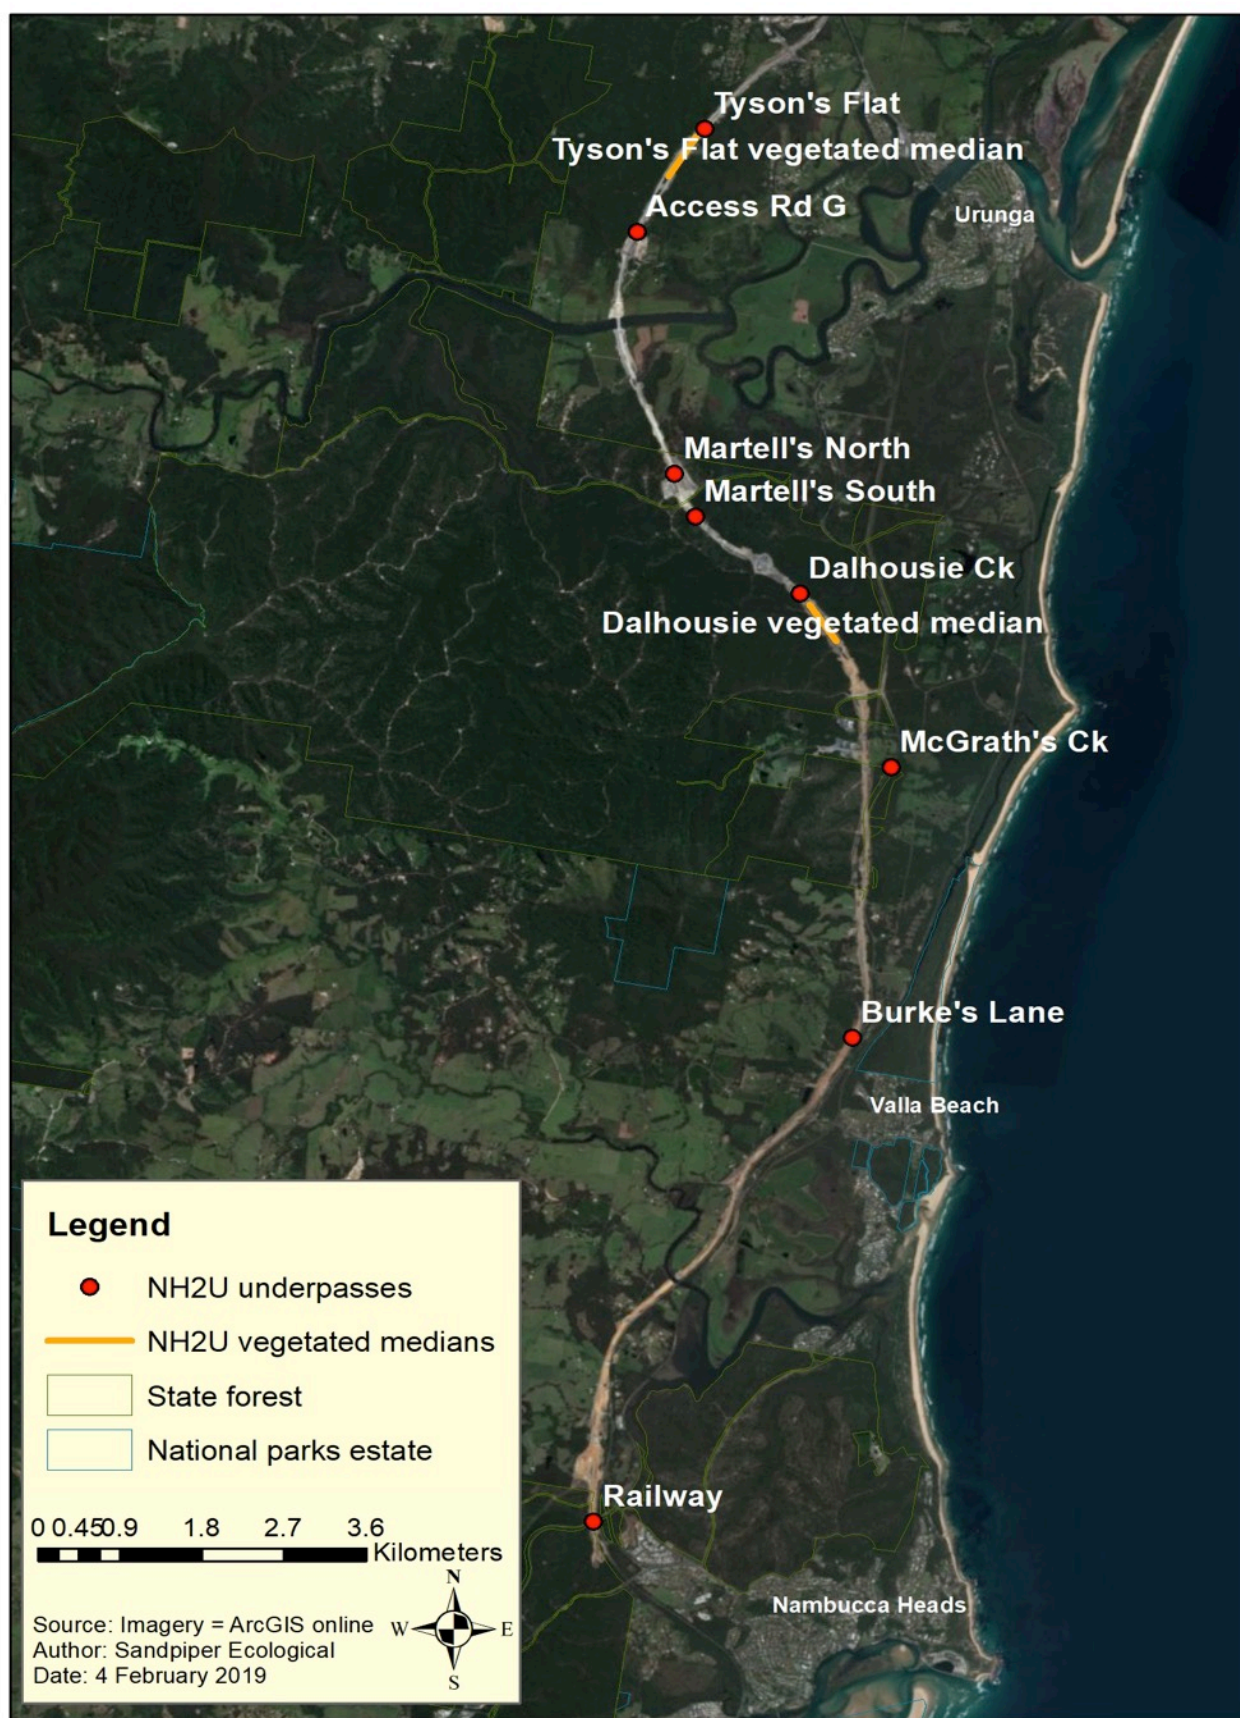 Tyson's Flat
Tyson's Flat vegetated median
Access Rd G
Urunga
Martell's North
Martell's South
Dalhousie Ck
Dalhousie vegetated median
McGrath's Ck
Burke's Lane
Valla Beach
Railway
Nambucca Heads
Legend
NH2U underpasses
NH2U vegetated medians
State forest
National parks estate
0 0.45 0.9 1.8 2.7 3.6
Kilometers
N
W E
S
Source: Imagery = ArcGIS online
Author: Sandpiper Ecological
Date: 4 February 2019